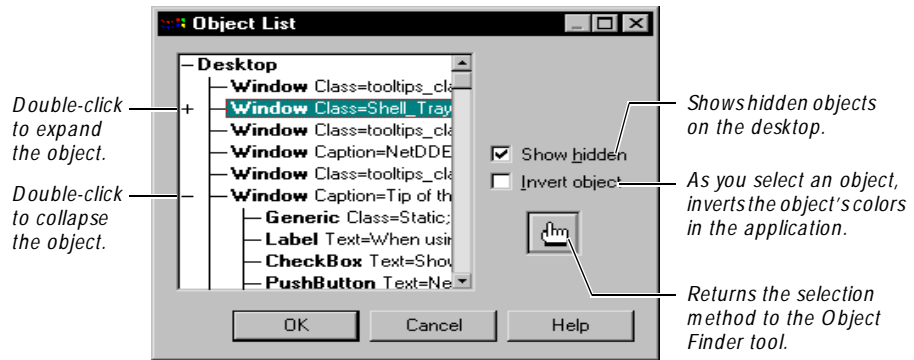 Object List
– Desktop
Window Class=tooltips_cla
+ Window Class=Shell_Tray
Window Class=tooltips_cla
Window Caption=NetDDE
Window Class=tooltips_cla
– Window Caption=Tip of th
Generic Class=Static;
Label Text=When usin
CheckBox Text=Show
PushButton Text=Ne
Show hidden
Invert object
OK
Cancel
Help
Double-click
to expand
the object.
Double-click
to collapse
the object.
Shows hidden objects
on the desktop.
As you select an object,
inverts the object's colors
in the application.
Returns the selection
method to the Object
Finder tool.